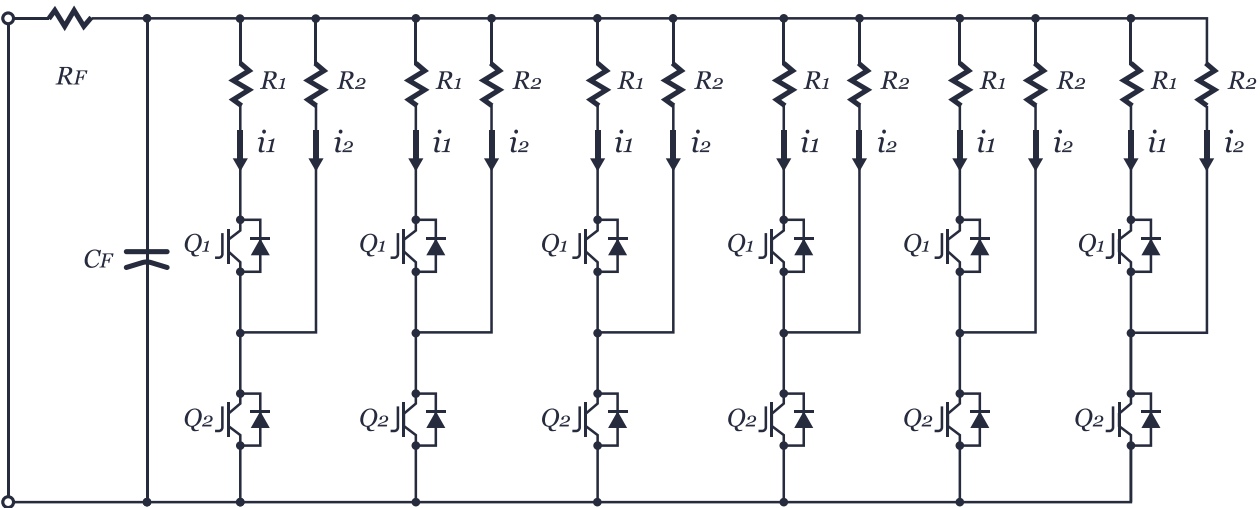 RF
R1 R2 R1 R2 R1 R2 R1 R2 R1 R2 R1 R2
i1 i2 i1 i2 i1 i2 i1 i2 i1 i2 i1 i2
Q1 Q1 Q1 Q1 Q1 Q1
CF
Q2 Q2 Q2 Q2 Q2 Q2